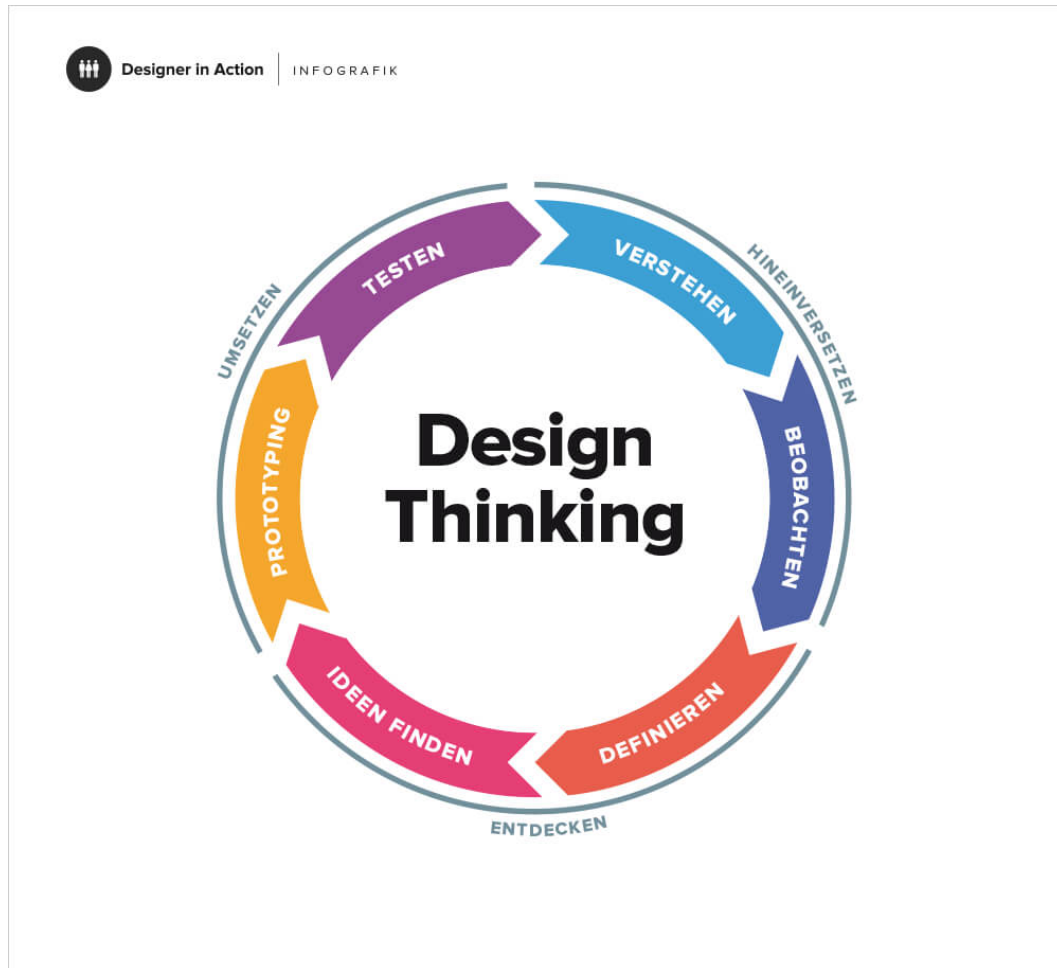 Designer in Action | INFOGRAFIK
Design
Thinking
VERSTEHEN
BEOBACHTEN
DEFINIEREN
IDEEN FINDEN
PROTOTYPING
TESTEN
HINEINVERSETZEN
ENTDECKEN
UMSETZEN